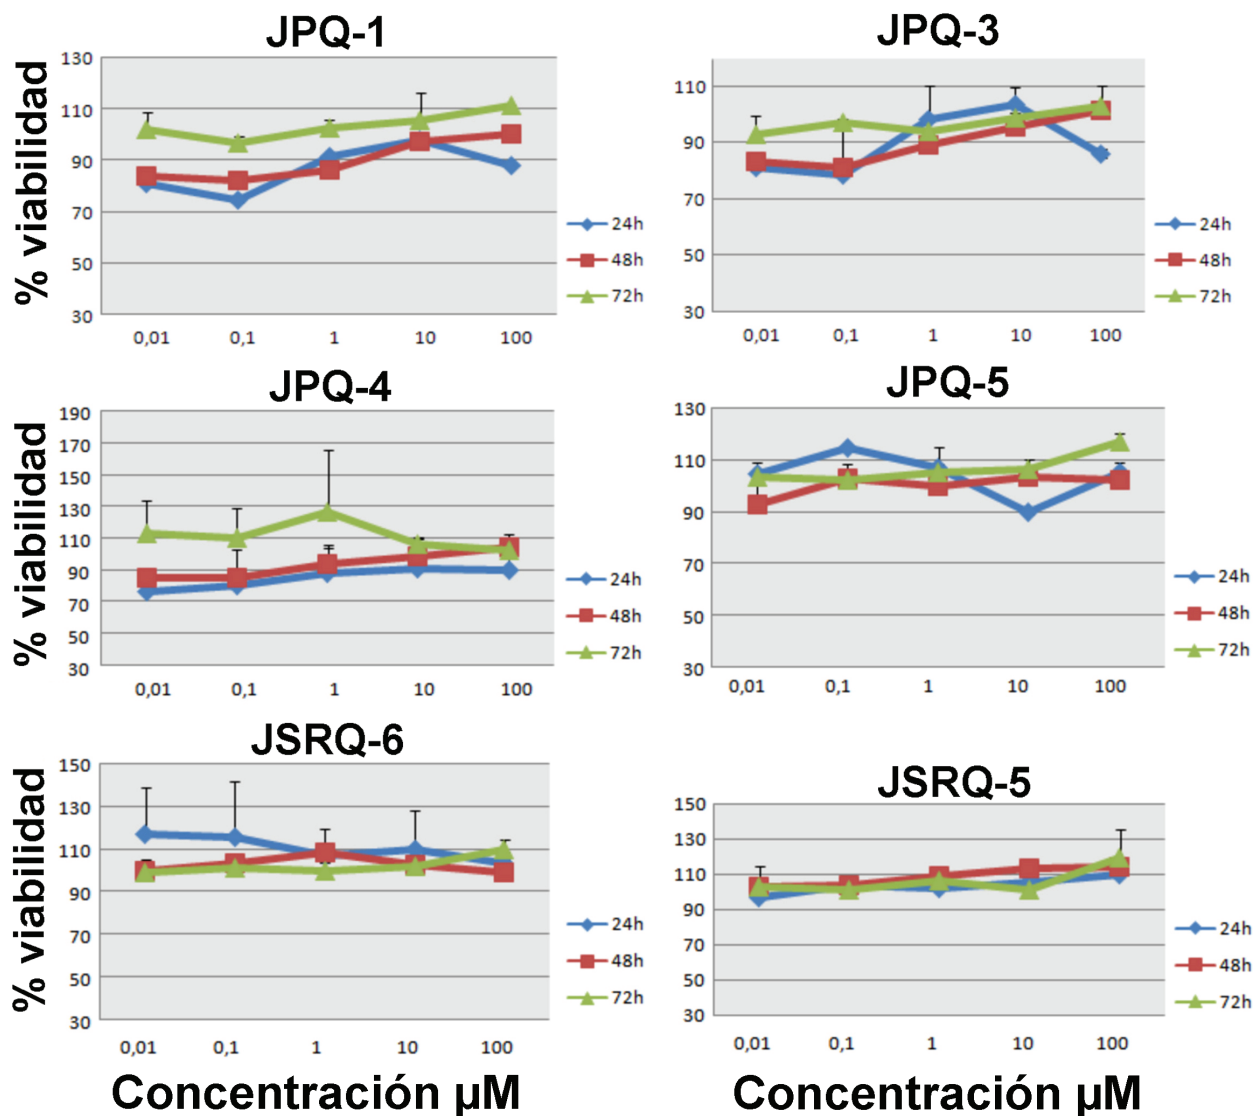 JPQ-1
% viabilidad
130
110
90
70
50
30
0,01 0,1 1 10 100
24h
48h
72h
JPQ-3
110
90
70
50
30
0,01 0,1 1 10 100
24h
48h
72h
JPQ-4
% viabilidad
190
170
150
130
110
90
70
50
30
0,01 0,1 1 10 100
24h
48h
72h
JPQ-5
130
110
90
70
50
30
0,01 0,1 1 10 100
24h
48h
72h
JSRQ-6
% viabilidad
150
130
110
90
70
50
30
0,01 0,1 1 10 100
24h
48h
72h
Concentración µM
JSRQ-5
150
130
110
90
70
50
30
0,01 0,1 1 10 100
24h
48h
72h
Concentración µM